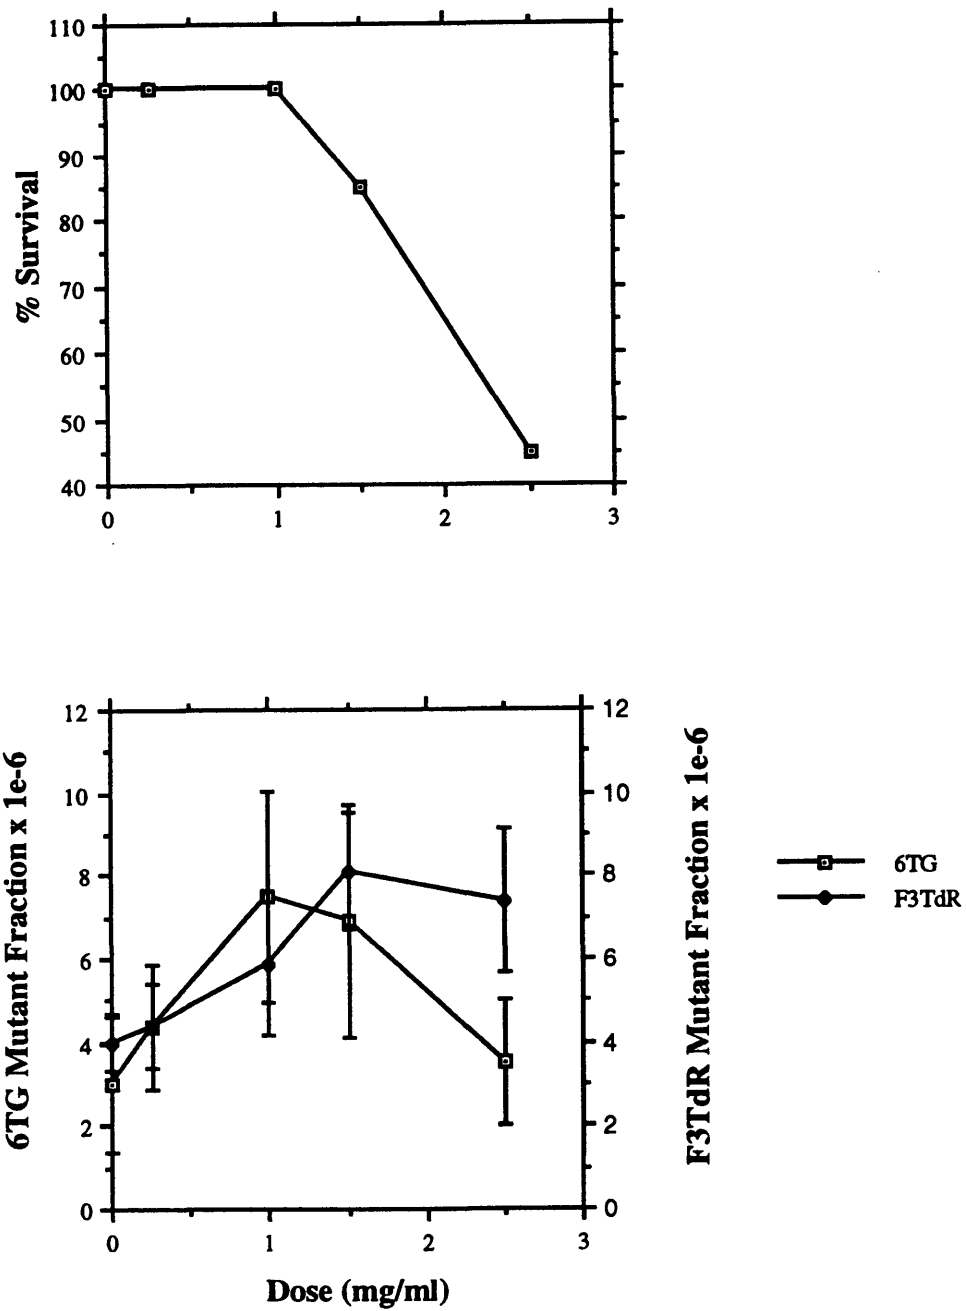 110
100
90
80
70
60
50
40
% Survival
0 1 2 3
12
10
8
6
4
2
0
6TG Mutant Fraction x 1e-6
12
10
8
6
4
2
0
F3TdR Mutant Fraction x 1e-6
6TG
F3TdR
0 1 2 3
Dose (mg/ml)